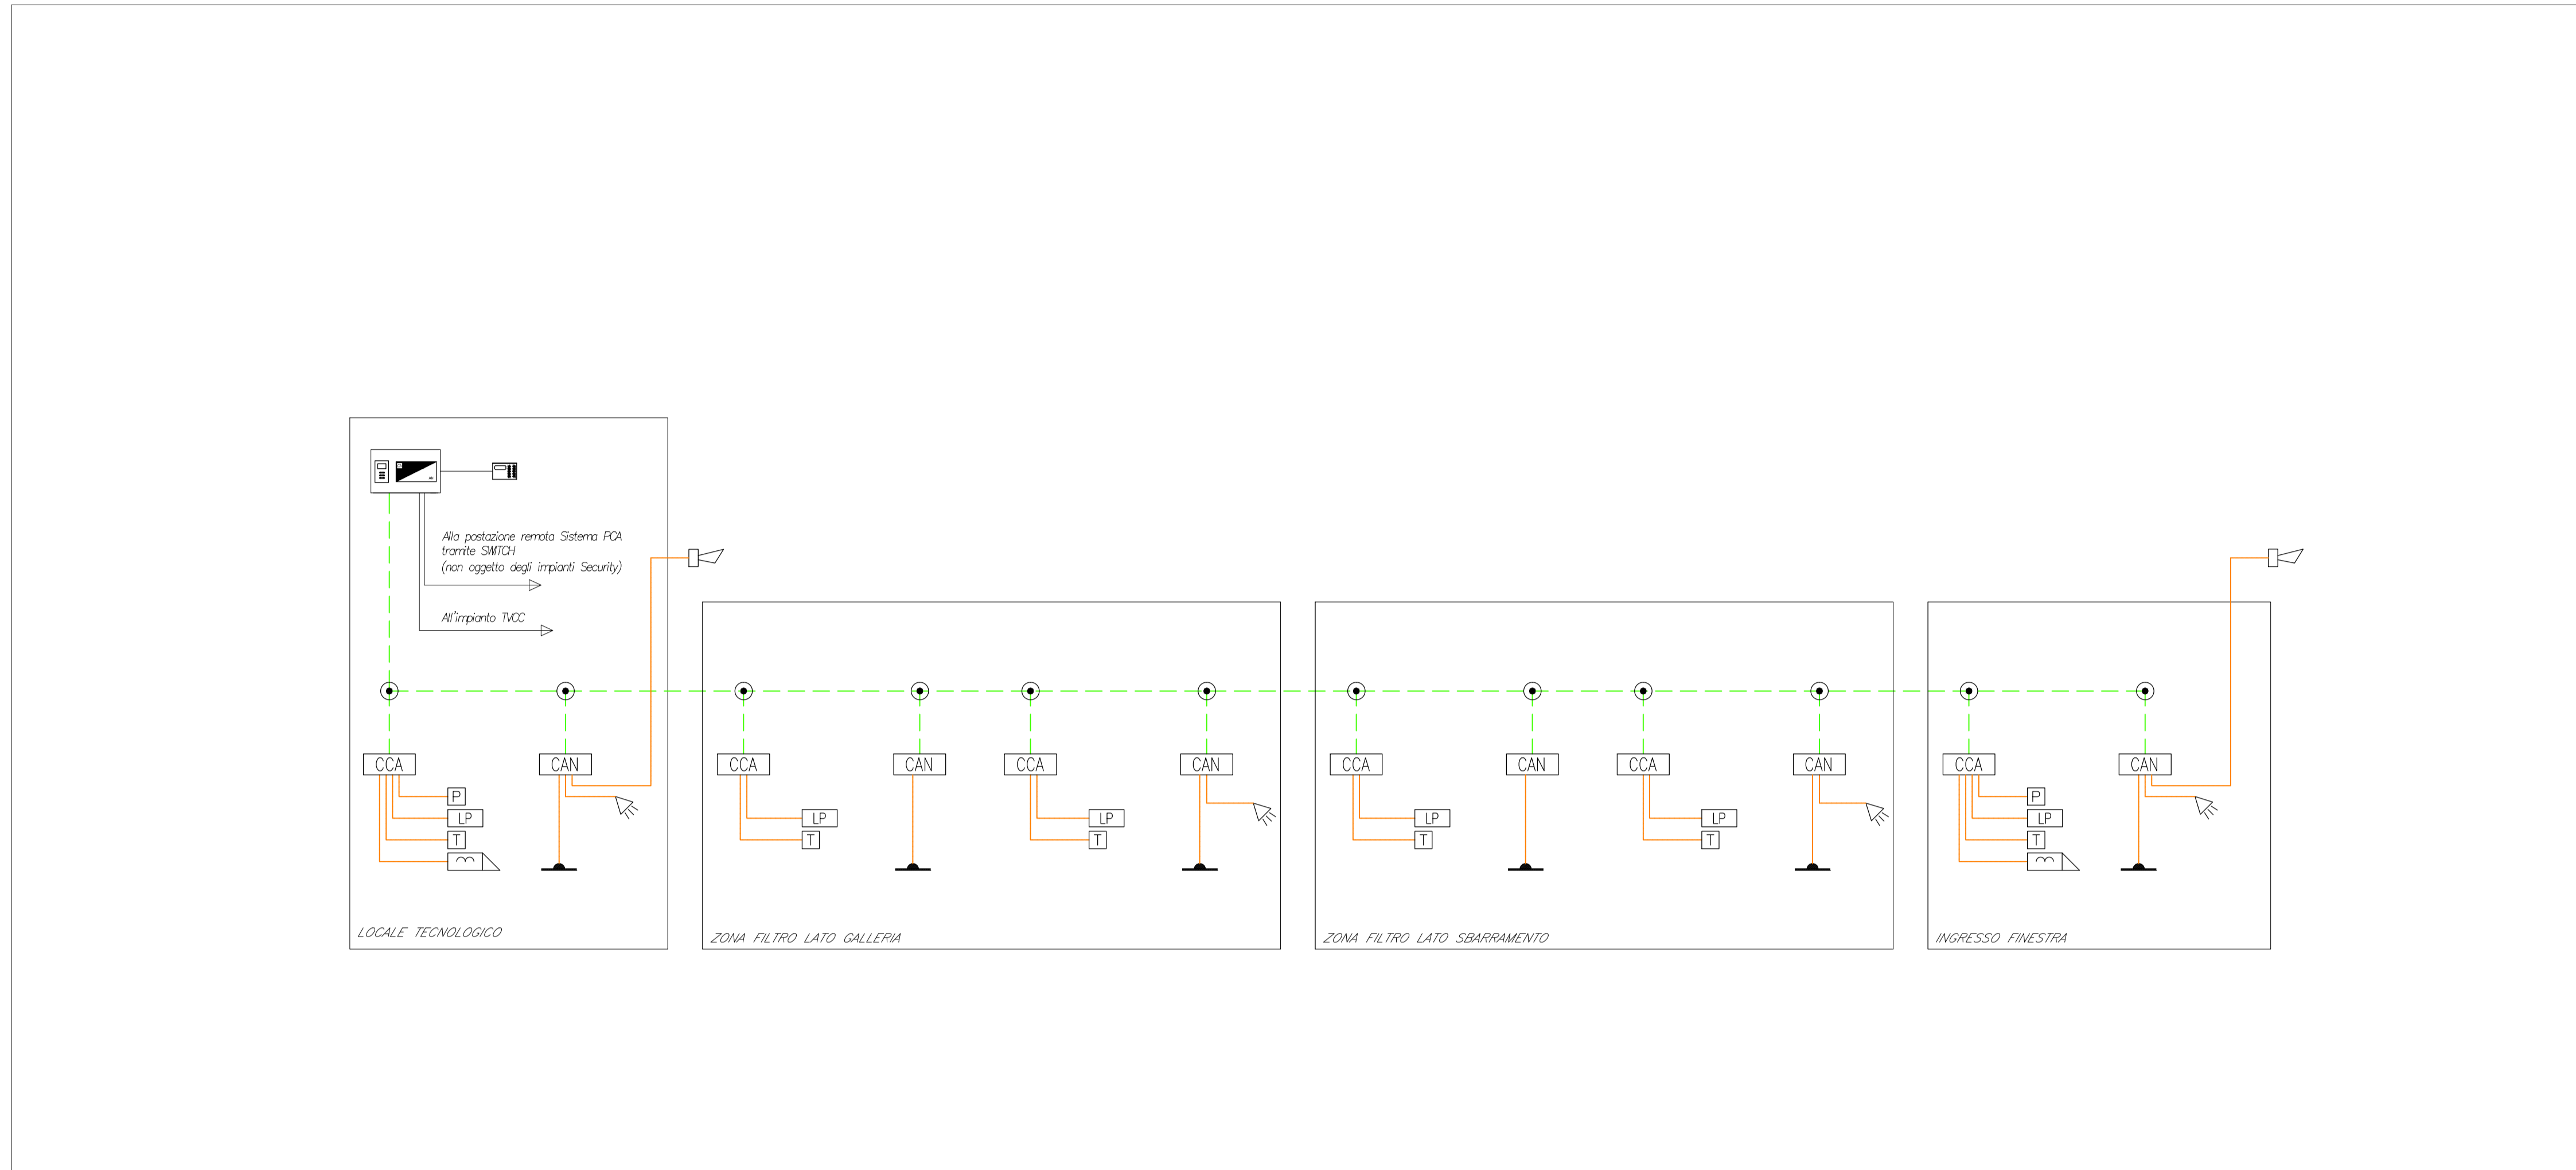 Alla postazione remota Sistema PCA
tramite SWITCH
(non oggetto degli impianti Security)
All'impianto TVCC
CCA
CAN
CCA
CAN
CCA
CAN
CCA
CAN
CCA
CAN
CCA
CAN
P
P
LP
LP
LP
LP
LP
LP
T
T
T
T
T
T
LOCALE TECNOLOGICO
ZONA FILTRO LATO GALLERIA
ZONA FILTRO LATO SBARRAMENTO
INGRESSO FINESTRA